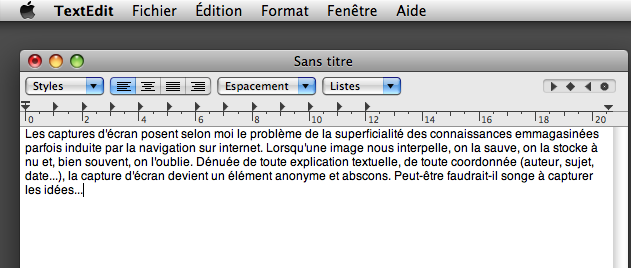 TextEdit Fichier Édition Format Fenêtre Aide
Sans titre
Styles Espacement Listes
0 2 4 6 8 10 12 14 16 18 20
Les captures d'écran posent selon moi le problème de la superficialité des connaissances emmagasinées
parfois induite par la navigation sur internet. Lorsqu'une image nous interpelle, on la sauve, on la stocke à
nu et, bien souvent, on l'oublie. Dénuée de toute explication textuelle, de toute coordonnée (auteur, sujet,
date...), la capture d'écran devient un élément anonyme et abscons. Peut-être faudrait-il songe à capturer
les idées...